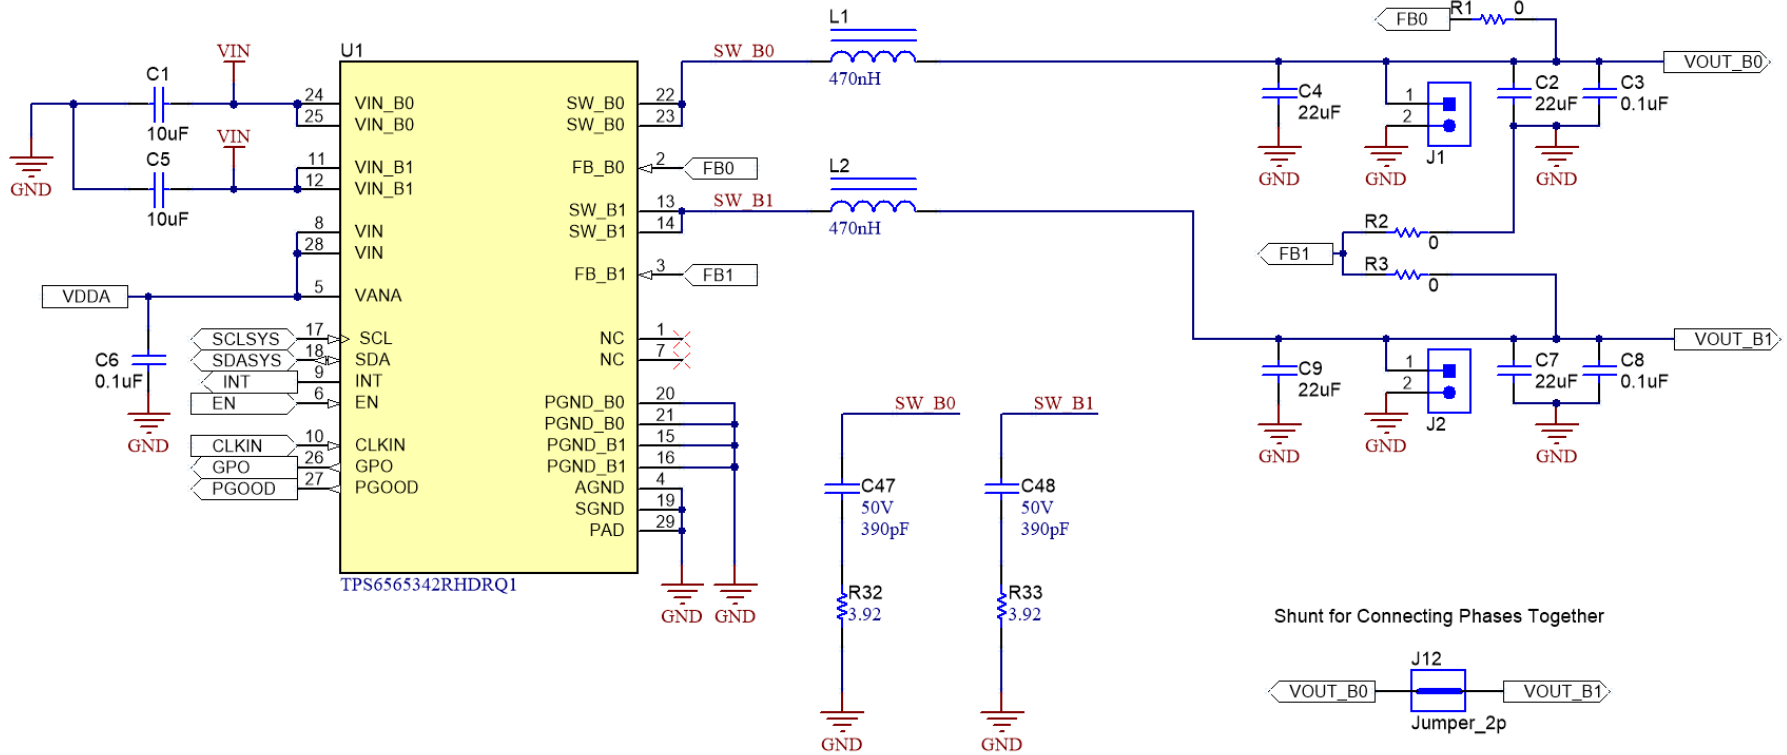 R1 0
FB0
L1
VOUT_B0
U1
VIN
SW_B0
470nH
C1
10uF
24 VIN_B0
25 VIN_B0
SW_B0 22
SW_B0 23
C4
22uF
1
2
J1
C2
22uF
C3
0.1uF
GND
GND
GND
GND
VIN
C5
10uF
11 VIN_B1
12 VIN_B1
FB_B0 2 FB0
L2
SW_B1
470nH
SW_B1 13
SW_B1 14
8 VIN
28 VIN
R2
0
FB1
R3
0
FB_B1 3 FB1
VDDA
5 VANA
C6
0.1uF
GND
SCLSYS 17 SCL
SDASYS 18 SDA
INT 9 INT
EN 6 EN
CLKIN 10 CLKIN
GPO 26 GPO
PGOOD 27 PGOOD
NC 1
NC 7
PGND_B0 20
PGND_B0 21
PGND_B1 15
PGND_B1 16
AGND 4
SGND 19
PAD 29
TPS6565342RHDRQ1
GND GND
VOUT_B1
C9
22uF
1
2
J2
C7
22uF
C8
0.1uF
GND
GND
GND
SW_B0
C47
50V
390pF
R32
3.92
GND
SW_B1
C48
50V
390pF
R33
3.92
GND
Shunt for Connecting Phases Together
J12
VOUT_B0 VOUT_B1
Jumper_2p